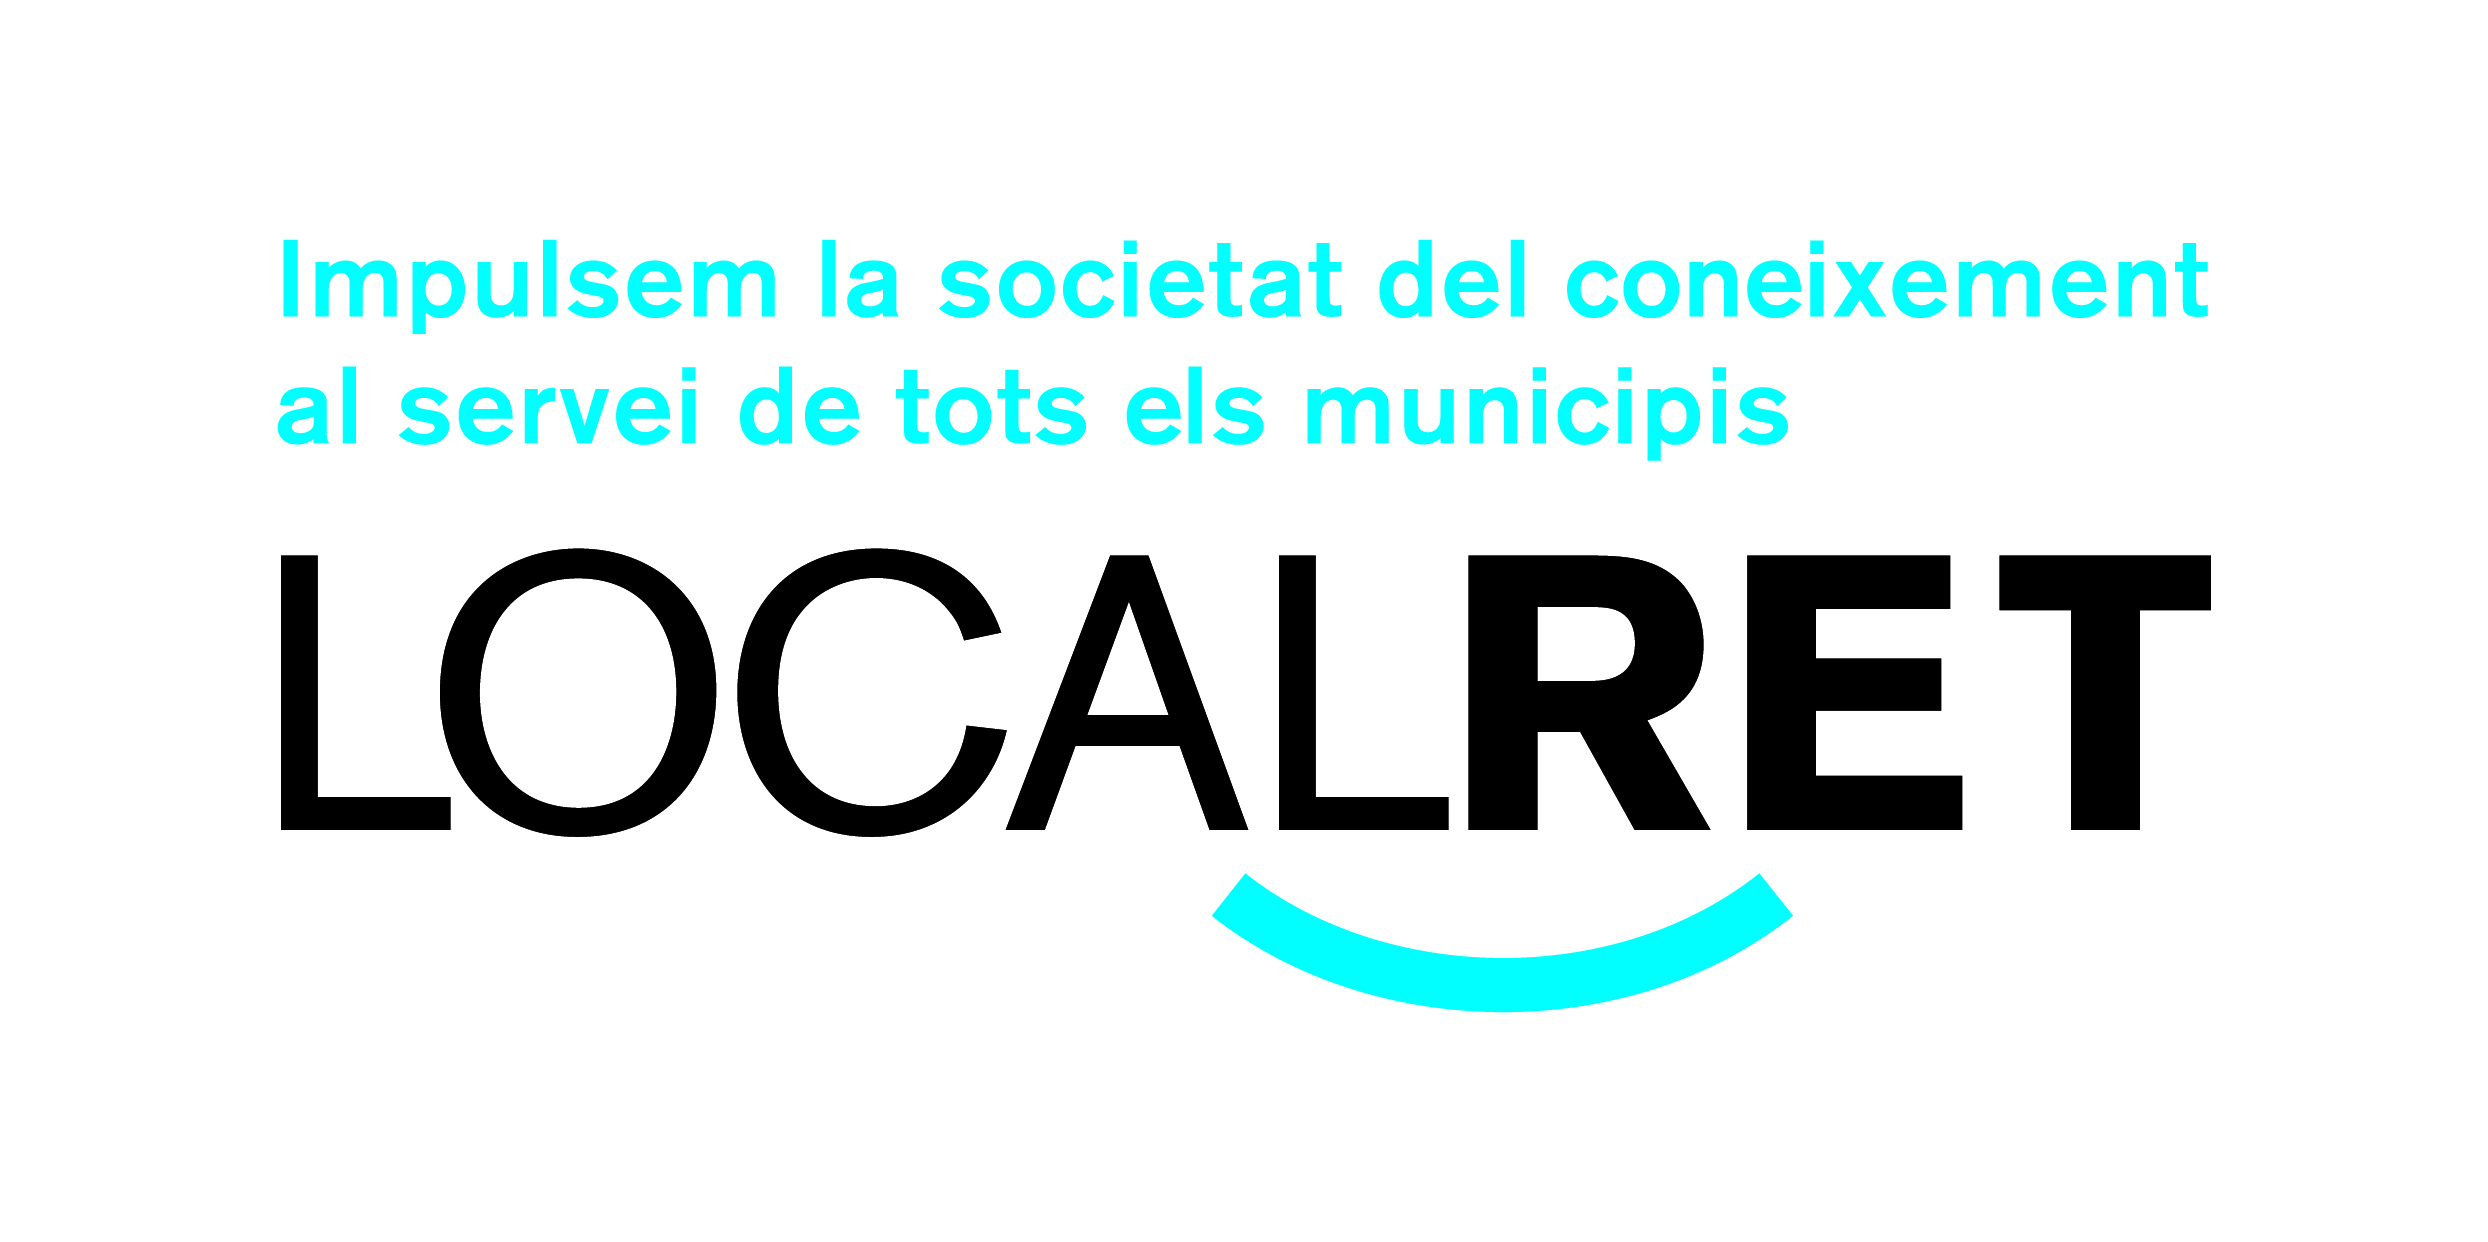 Impulsem la societat del coneixement
al servei de tots els municipis
LOCALRET